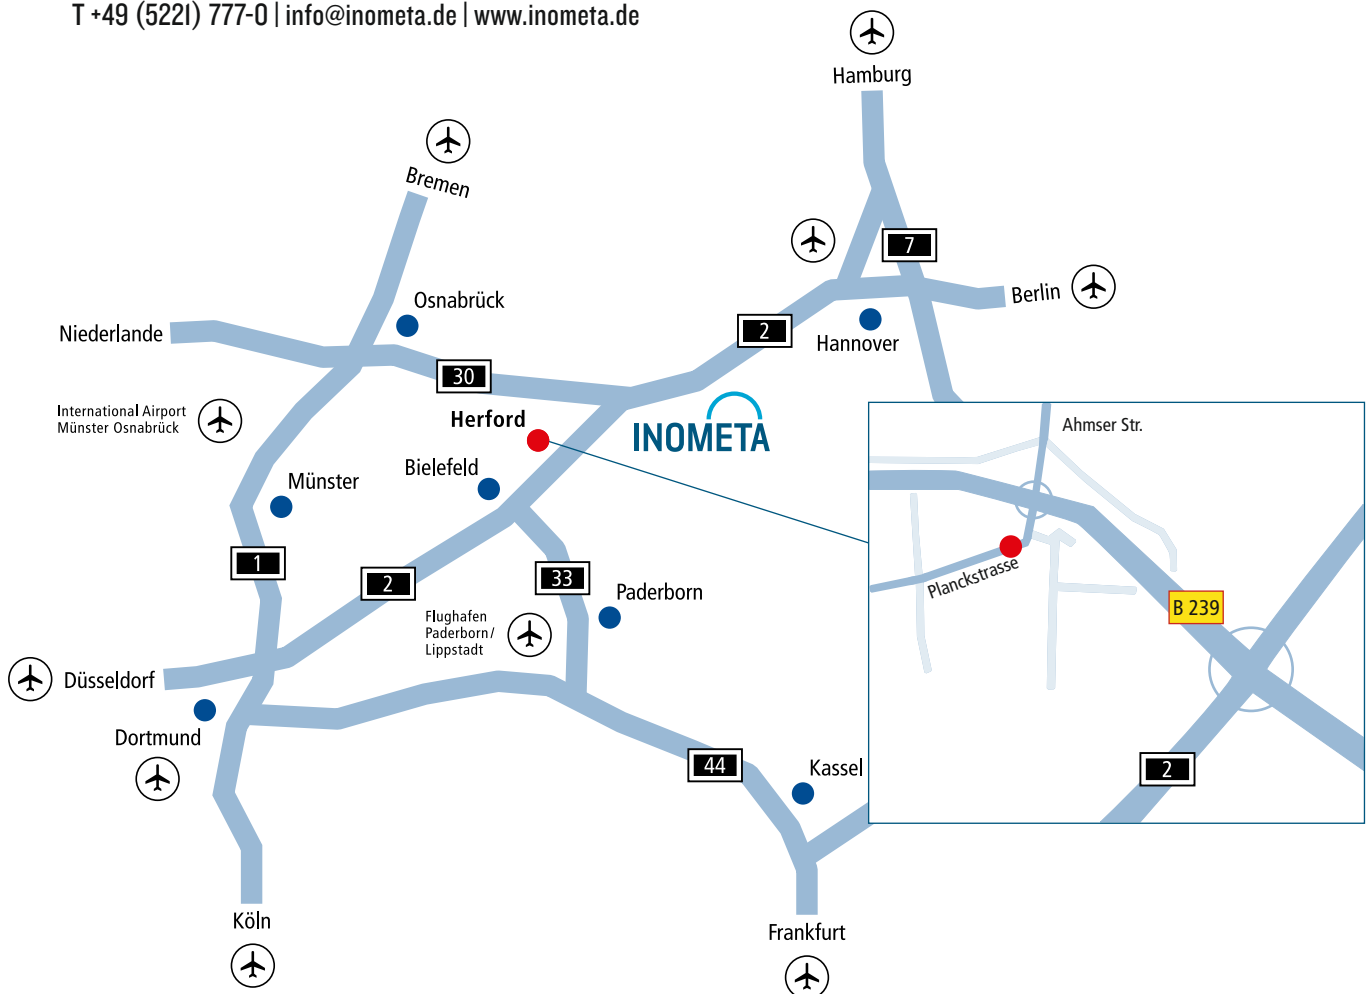 T +49 (5221) 777-0 | info@inometa.de | www.inometa.de
Hamburg
Bremen
7
Berlin
Osnabrück
Niederlande
2
Hannover
30
International Airport
Münster Osnabrück
Herford
INOMETA
Ahmser Str.
Bielefeld
Münster
1
2
33
Paderborn
Planckstrasse
B 239
Flughafen
Paderborn/
Lippstadt
Düsseldorf
Dortmund
44
Kassel
2
Köln
Frankfurt